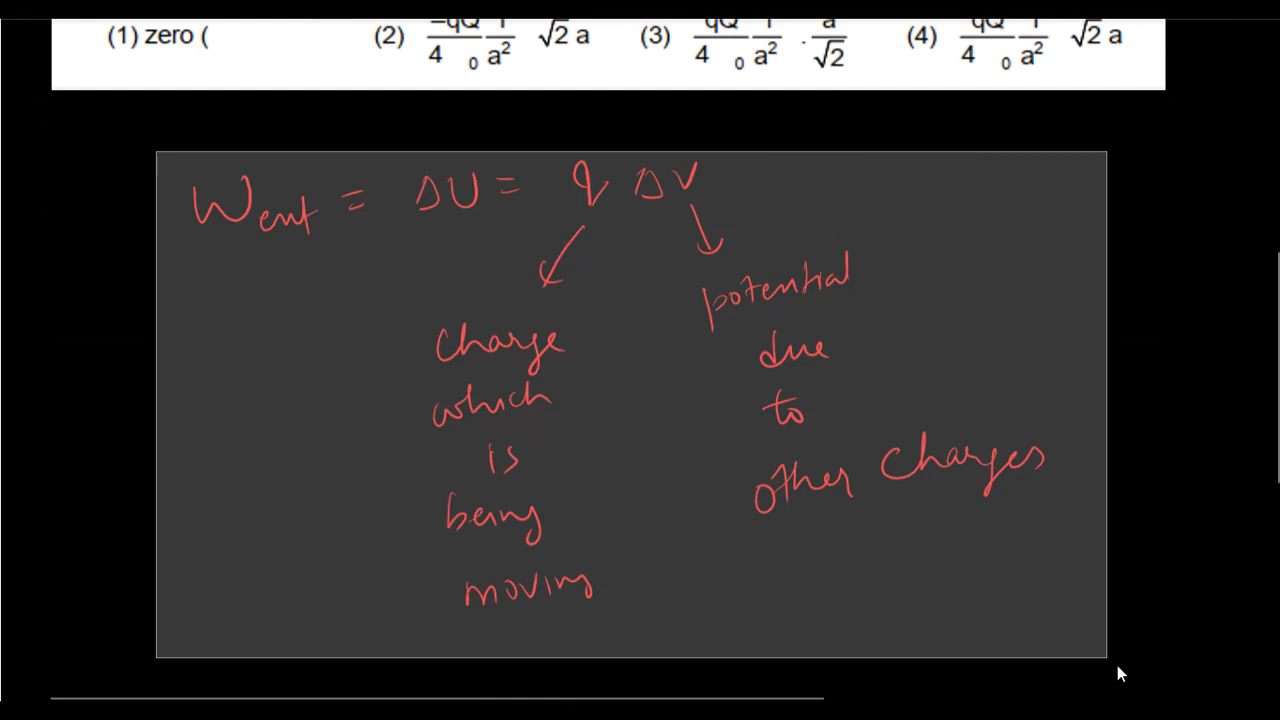 (1) zero ( (2) –qQ/4 0 1/a² √2 a (3) qQ/4 0 1/a² . a/√2 (4) qQ/4 0 1/a² √2 a
Wext = ΔU = q ΔV
charge
which
is
being
moving
potential
due
to
other charges